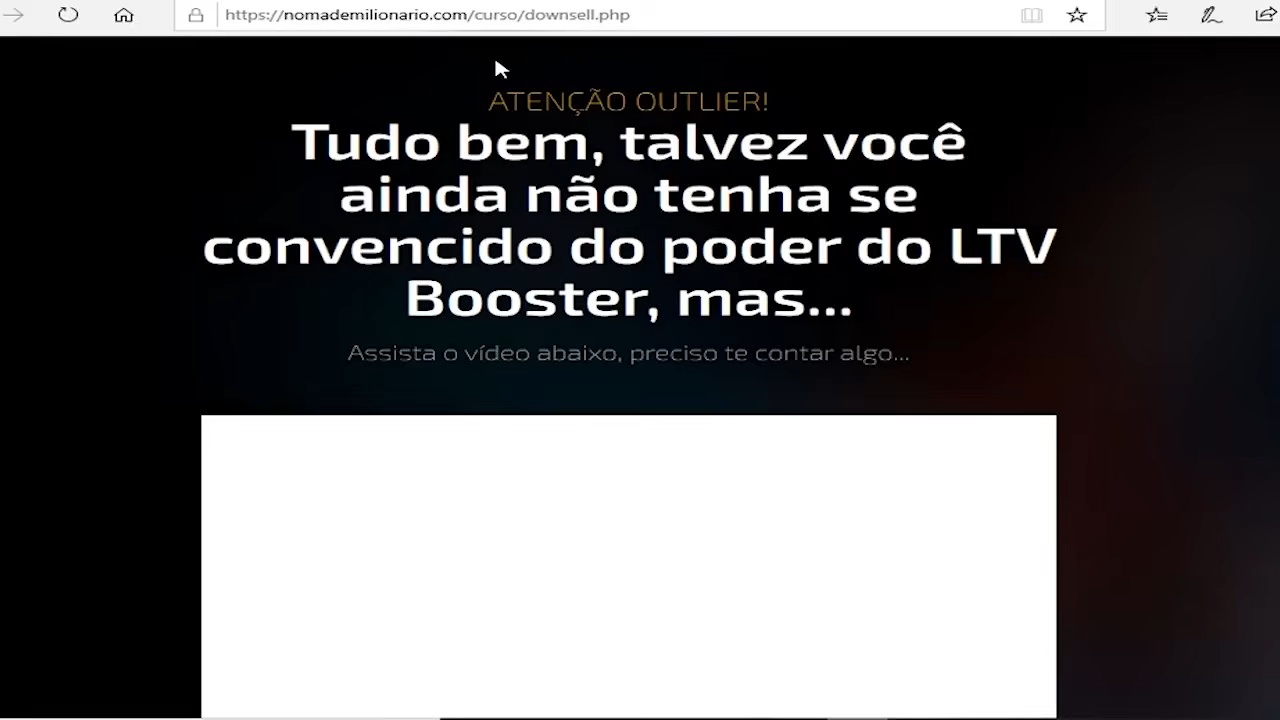 https://nomademilionario.com/curso/downsell.php
ATENÇÃO OUTLIER!
Tudo bem, talvez você
ainda não tenha se
convencido do poder do LTV
Booster, mas...
Assista o vídeo abaixo, preciso te contar algo...